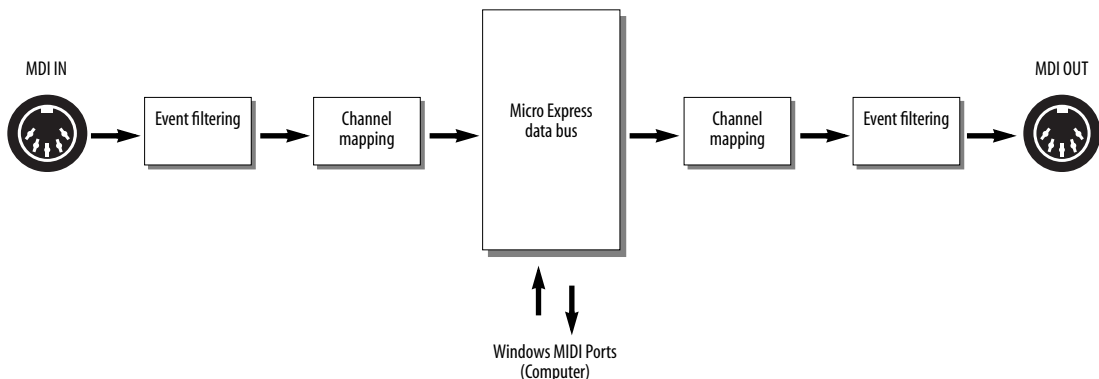 MDI IN
Event filtering
Channel
mapping
Micro Express
data bus
Channel
mapping
Event filtering
MDI OUT
Windows MIDI Ports
(Computer)